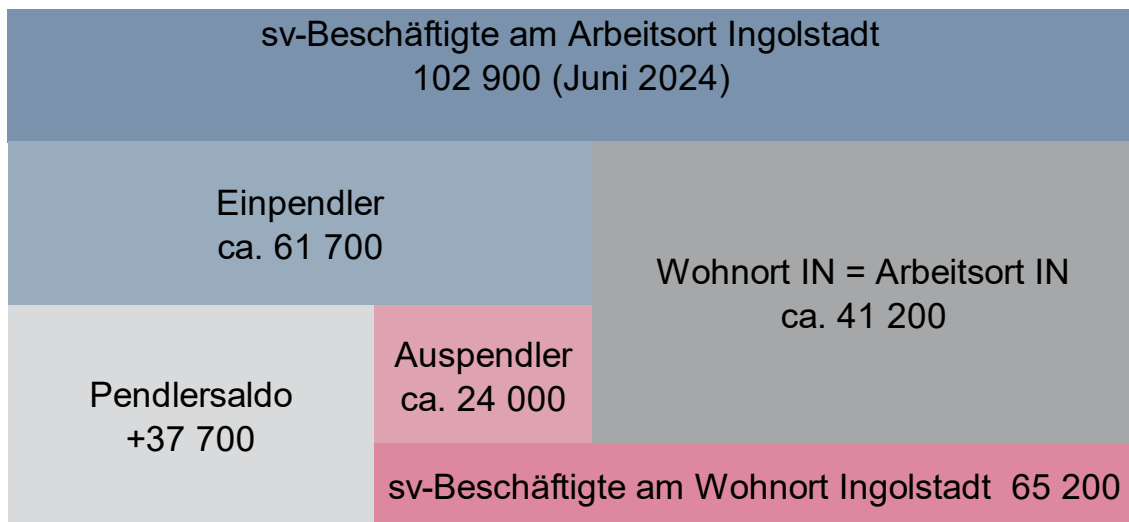 sv-Beschäftigte am Arbeitsort Ingolstadt
102 900 (Juni 2024)
Einpendler
ca. 61 700
Wohnort IN = Arbeitsort IN
ca. 41 200
Auspendler
ca. 24 000
Pendlersaldo
+37 700
sv-Beschäftigte am Wohnort Ingolstadt 65 200